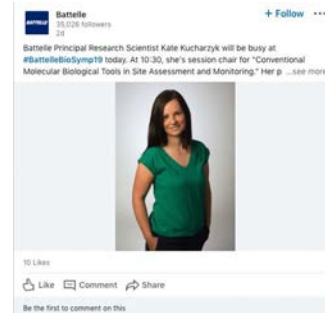 BATTELLE
Battelle
35,026 followers
2d
+ Follow
Battelle Principal Research Scientist Kate Kucharzyk will be busy at
#BattelleBioSymp19 today. At 10:30, she's session chair for "Conventional
Molecular Biological Tools in Site Assessment and Monitoring." Her p ...see more
10 Likes
Like Comment Share
Be the first to comment on this